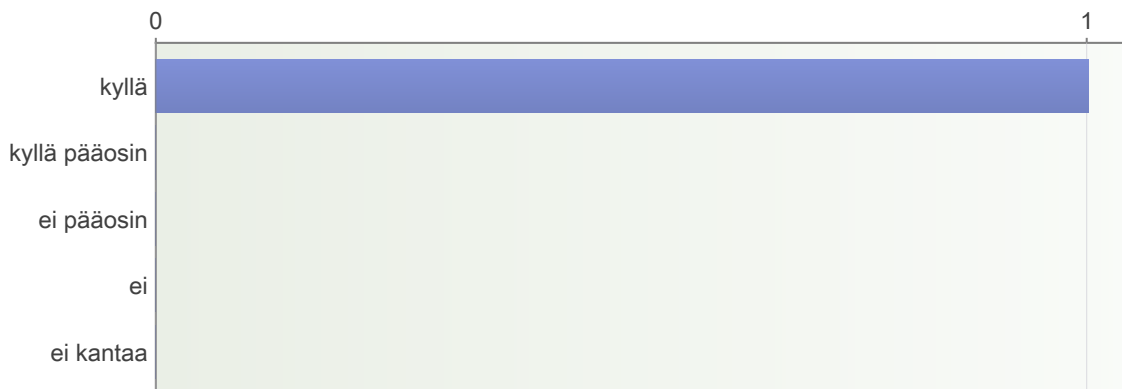 0 1
kyllä
kyllä pääosin
ei pääosin
ei
ei kantaa